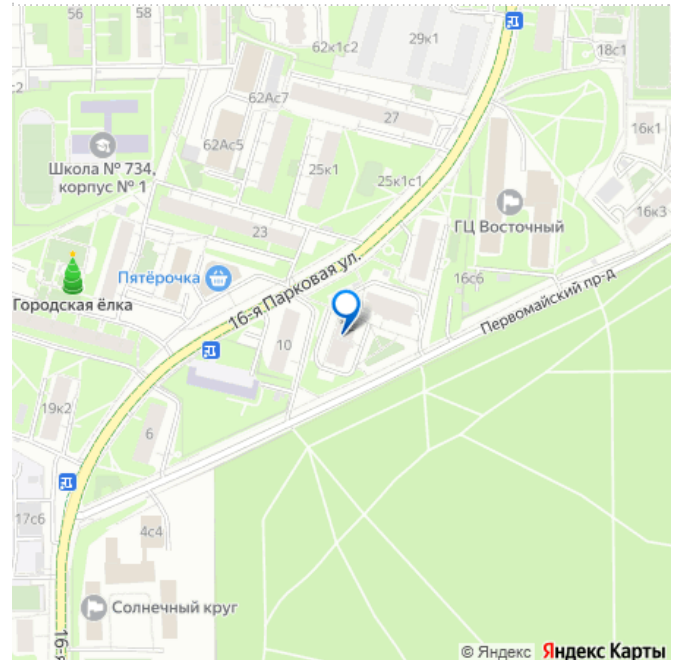 56
58
62к1с2
29к1
18с1
с2
62Ас7
27
16к1
62Ас5
Школа № 734,
корпус № 1
25к1
25к1с1
ГЦ Восточный
16к3
23
Пятёрочка
16-я Парковая ул.
16с6
Первомайский пр-д
Городская ёлка
10
19к2
6
17с6
4с4
Солнечный круг
16-я
© Яндекс Яндекс Карты